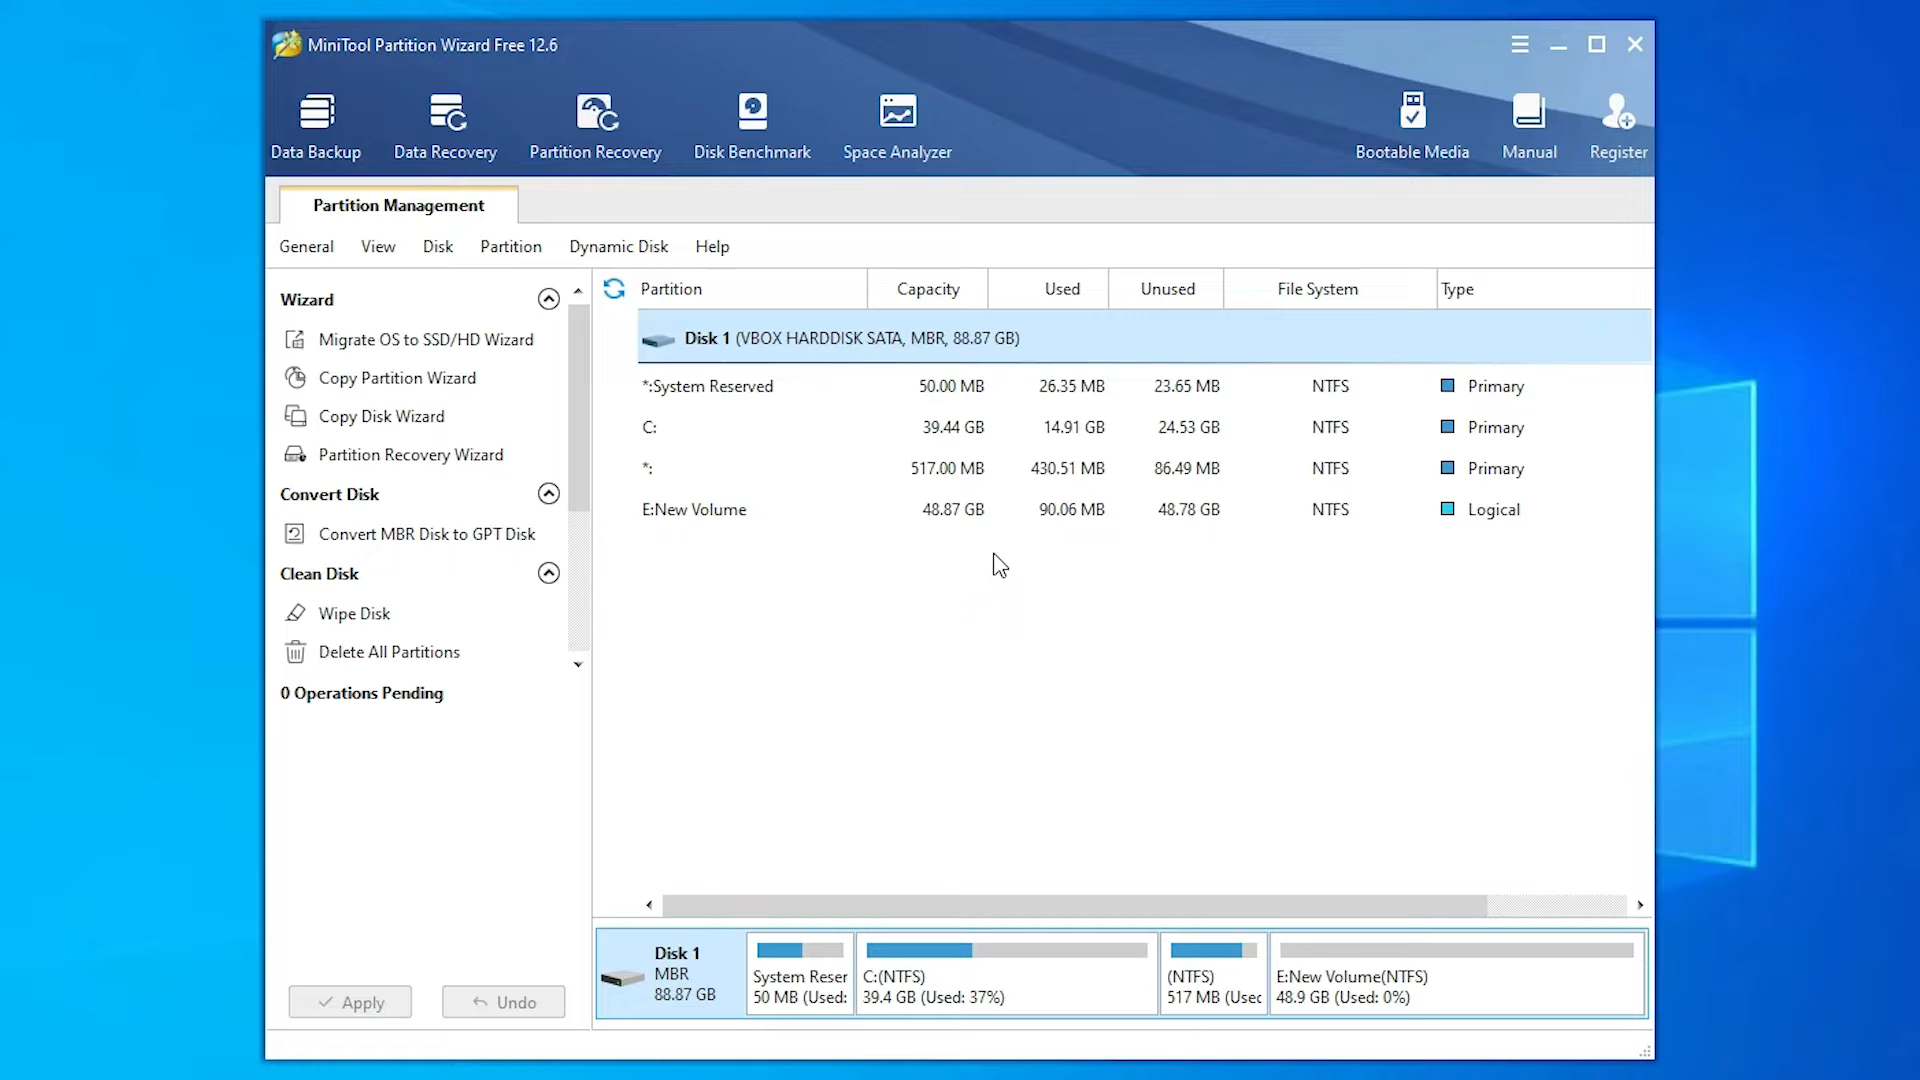 MiniTool Partition Wizard Free 12.6
Data Backup
Data Recovery
Partition Recovery
Disk Benchmark
Space Analyzer
Bootable Media
Manual
Register
Partition Management
General View Disk Partition Dynamic Disk Help
Wizard
Migrate OS to SSD/HD Wizard
Copy Partition Wizard
Copy Disk Wizard
Partition Recovery Wizard
Convert Disk
Convert MBR Disk to GPT Disk
Clean Disk
Wipe Disk
Delete All Partitions
0 Operations Pending
Apply
Undo
Partition Capacity Used Unused File System Type
Disk 1 (VBOX HARDDISK SATA, MBR, 88.87 GB)
*:System Reserved 50.00 MB 26.35 MB 23.65 MB NTFS Primary
C: 39.44 GB 14.91 GB 24.53 GB NTFS Primary
*: 517.00 MB 430.51 MB 86.49 MB NTFS Primary
E:New Volume 48.87 GB 90.06 MB 48.78 GB NTFS Logical
Disk 1
MBR
88.87 GB
System Reser
50 MB (Used:
C:(NTFS)
39.4 GB (Used: 37%)
(NTFS)
517 MB (Usec
E:New Volume(NTFS)
48.9 GB (Used: 0%)